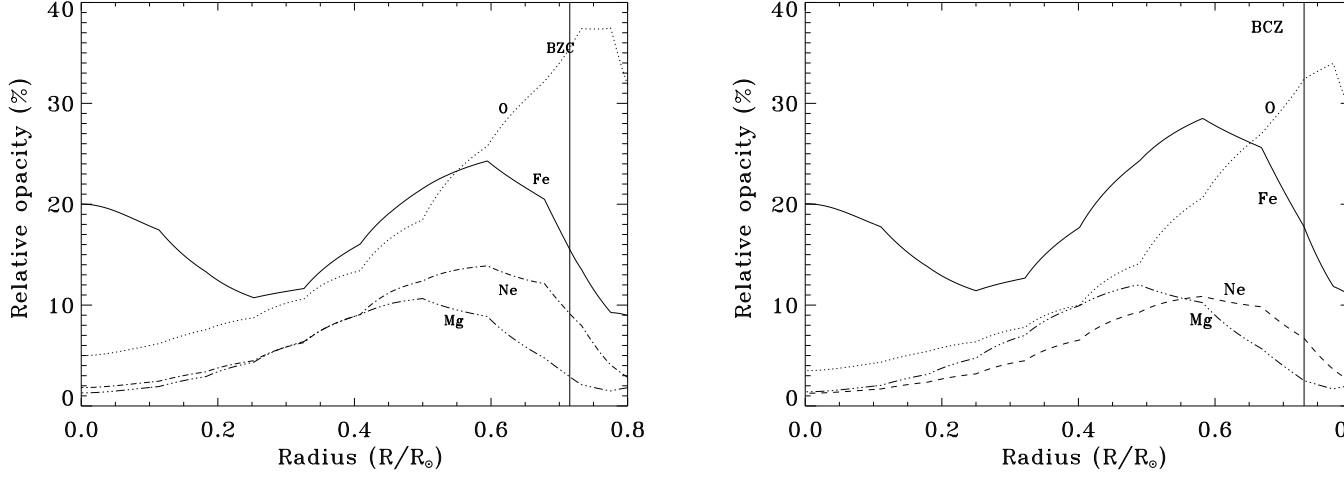 40
30
20
10
0
Relative opacity (%)
BZC
O
Fe
Ne
Mg
0.0 0.2 0.4 0.6 0.8
Radius (R/R☉)
40
30
20
10
0
Relative opacity (%)
BCZ
O
Fe
Ne
Mg
0.0 0.2 0.4 0.6 0
Radius (R/R☉)